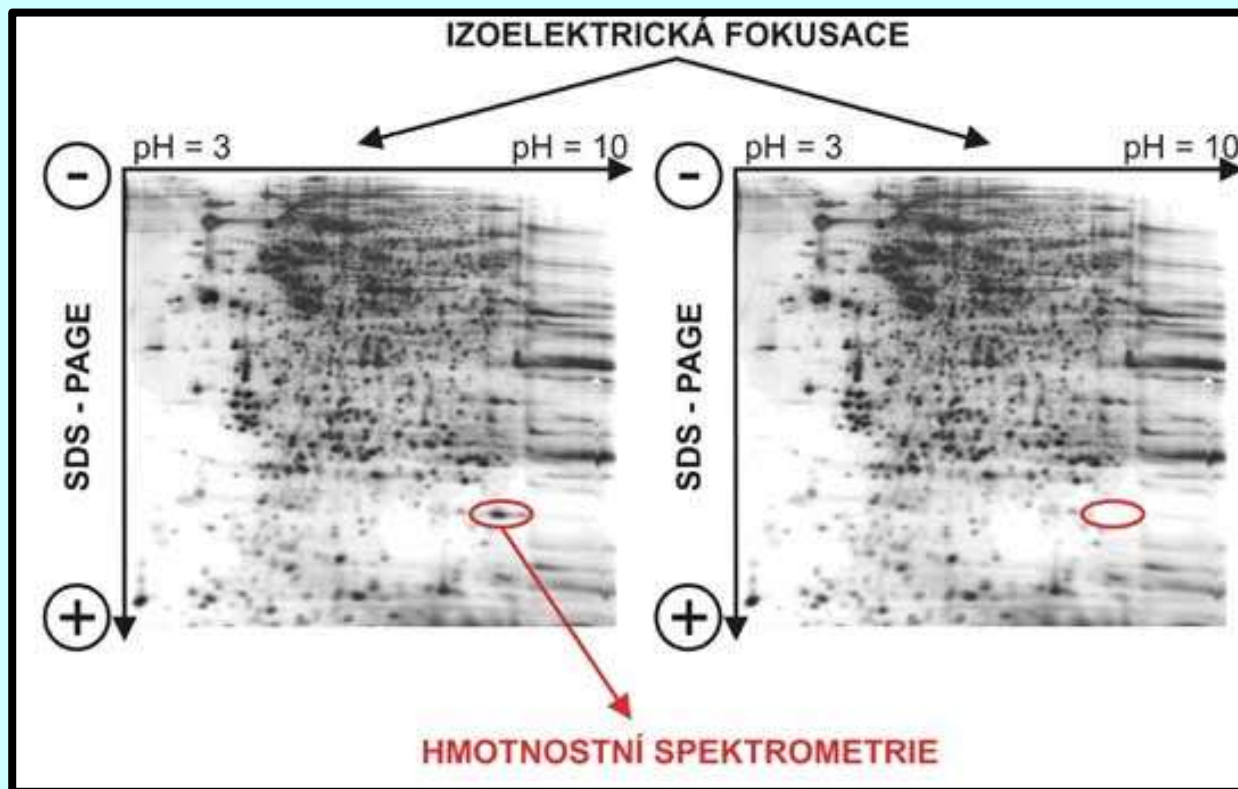 IZOELEKTRICKÁ FOKUSACE
pH = 3 pH = 10 pH = 3 pH = 10
- -
SDS - PAGE SDS - PAGE
+ +
HMOTNOSTNÍ SPEKTROMETRIE